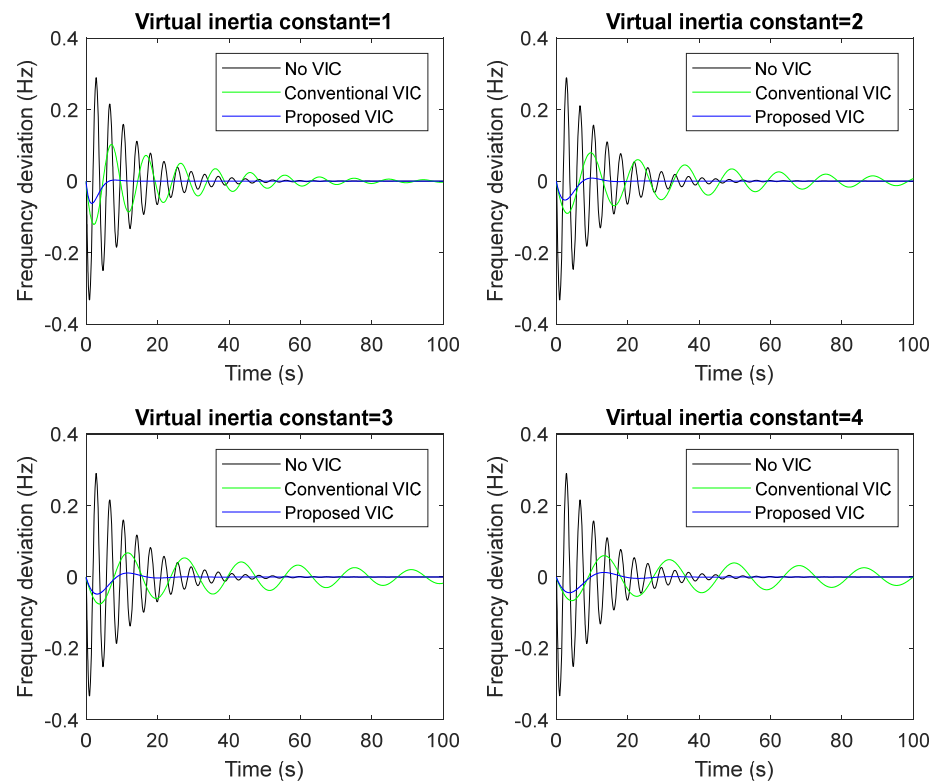 Virtual inertia constant=1
Frequency deviation (Hz)
0.4
0.2
0
-0.2
-0.4
No VIC
Conventional VIC
Proposed VIC
0 20 40 60 80 100
Time (s)
Virtual inertia constant=2
Frequency deviation (Hz)
0.4
0.2
0
-0.2
-0.4
No VIC
Conventional VIC
Proposed VIC
0 20 40 60 80 100
Time (s)
Virtual inertia constant=3
Frequency deviation (Hz)
0.4
0.2
0
-0.2
-0.4
No VIC
Conventional VIC
Proposed VIC
0 20 40 60 80 100
Time (s)
Virtual inertia constant=4
Frequency deviation (Hz)
0.4
0.2
0
-0.2
-0.4
No VIC
Conventional VIC
Proposed VIC
0 20 40 60 80 100
Time (s)